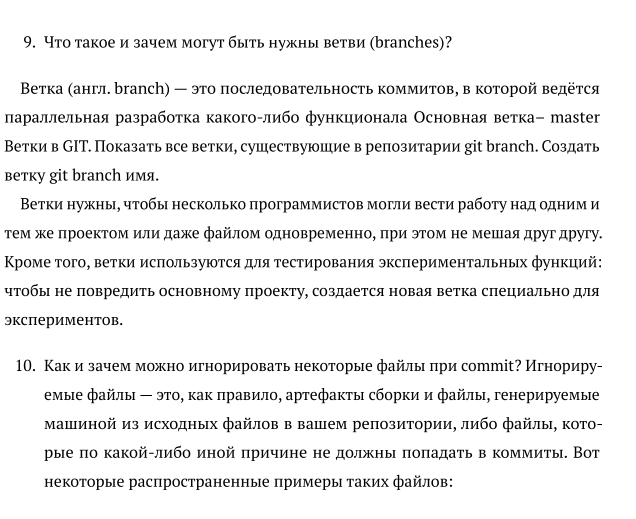 9. Что такое и зачем могут быть нужны ветви (branches)?
Ветка (англ. branch) — это последовательность коммитов, в которой ведётся
параллельная разработка какого-либо функционала Основная ветка– master
Ветки в GIT. Показать все ветки, существующие в репозитарии git branch. Создать
ветку git branch имя.
Ветки нужны, чтобы несколько программистов могли вести работу над одним и
тем же проектом или даже файлом одновременно, при этом не мешая друг другу.
Кроме того, ветки используются для тестирования экспериментальных функций:
чтобы не повредить основному проекту, создается новая ветка специально для
экспериментов.
10. Как и зачем можно игнорировать некоторые файлы при commit? Игнориру-
емые файлы — это, как правило, артефакты сборки и файлы, генерируемые
машиной из исходных файлов в вашем репозитории, либо файлы, кото-
рые по какой-либо иной причине не должны попадать в коммиты. Вот
некоторые распространенные примеры таких файлов: